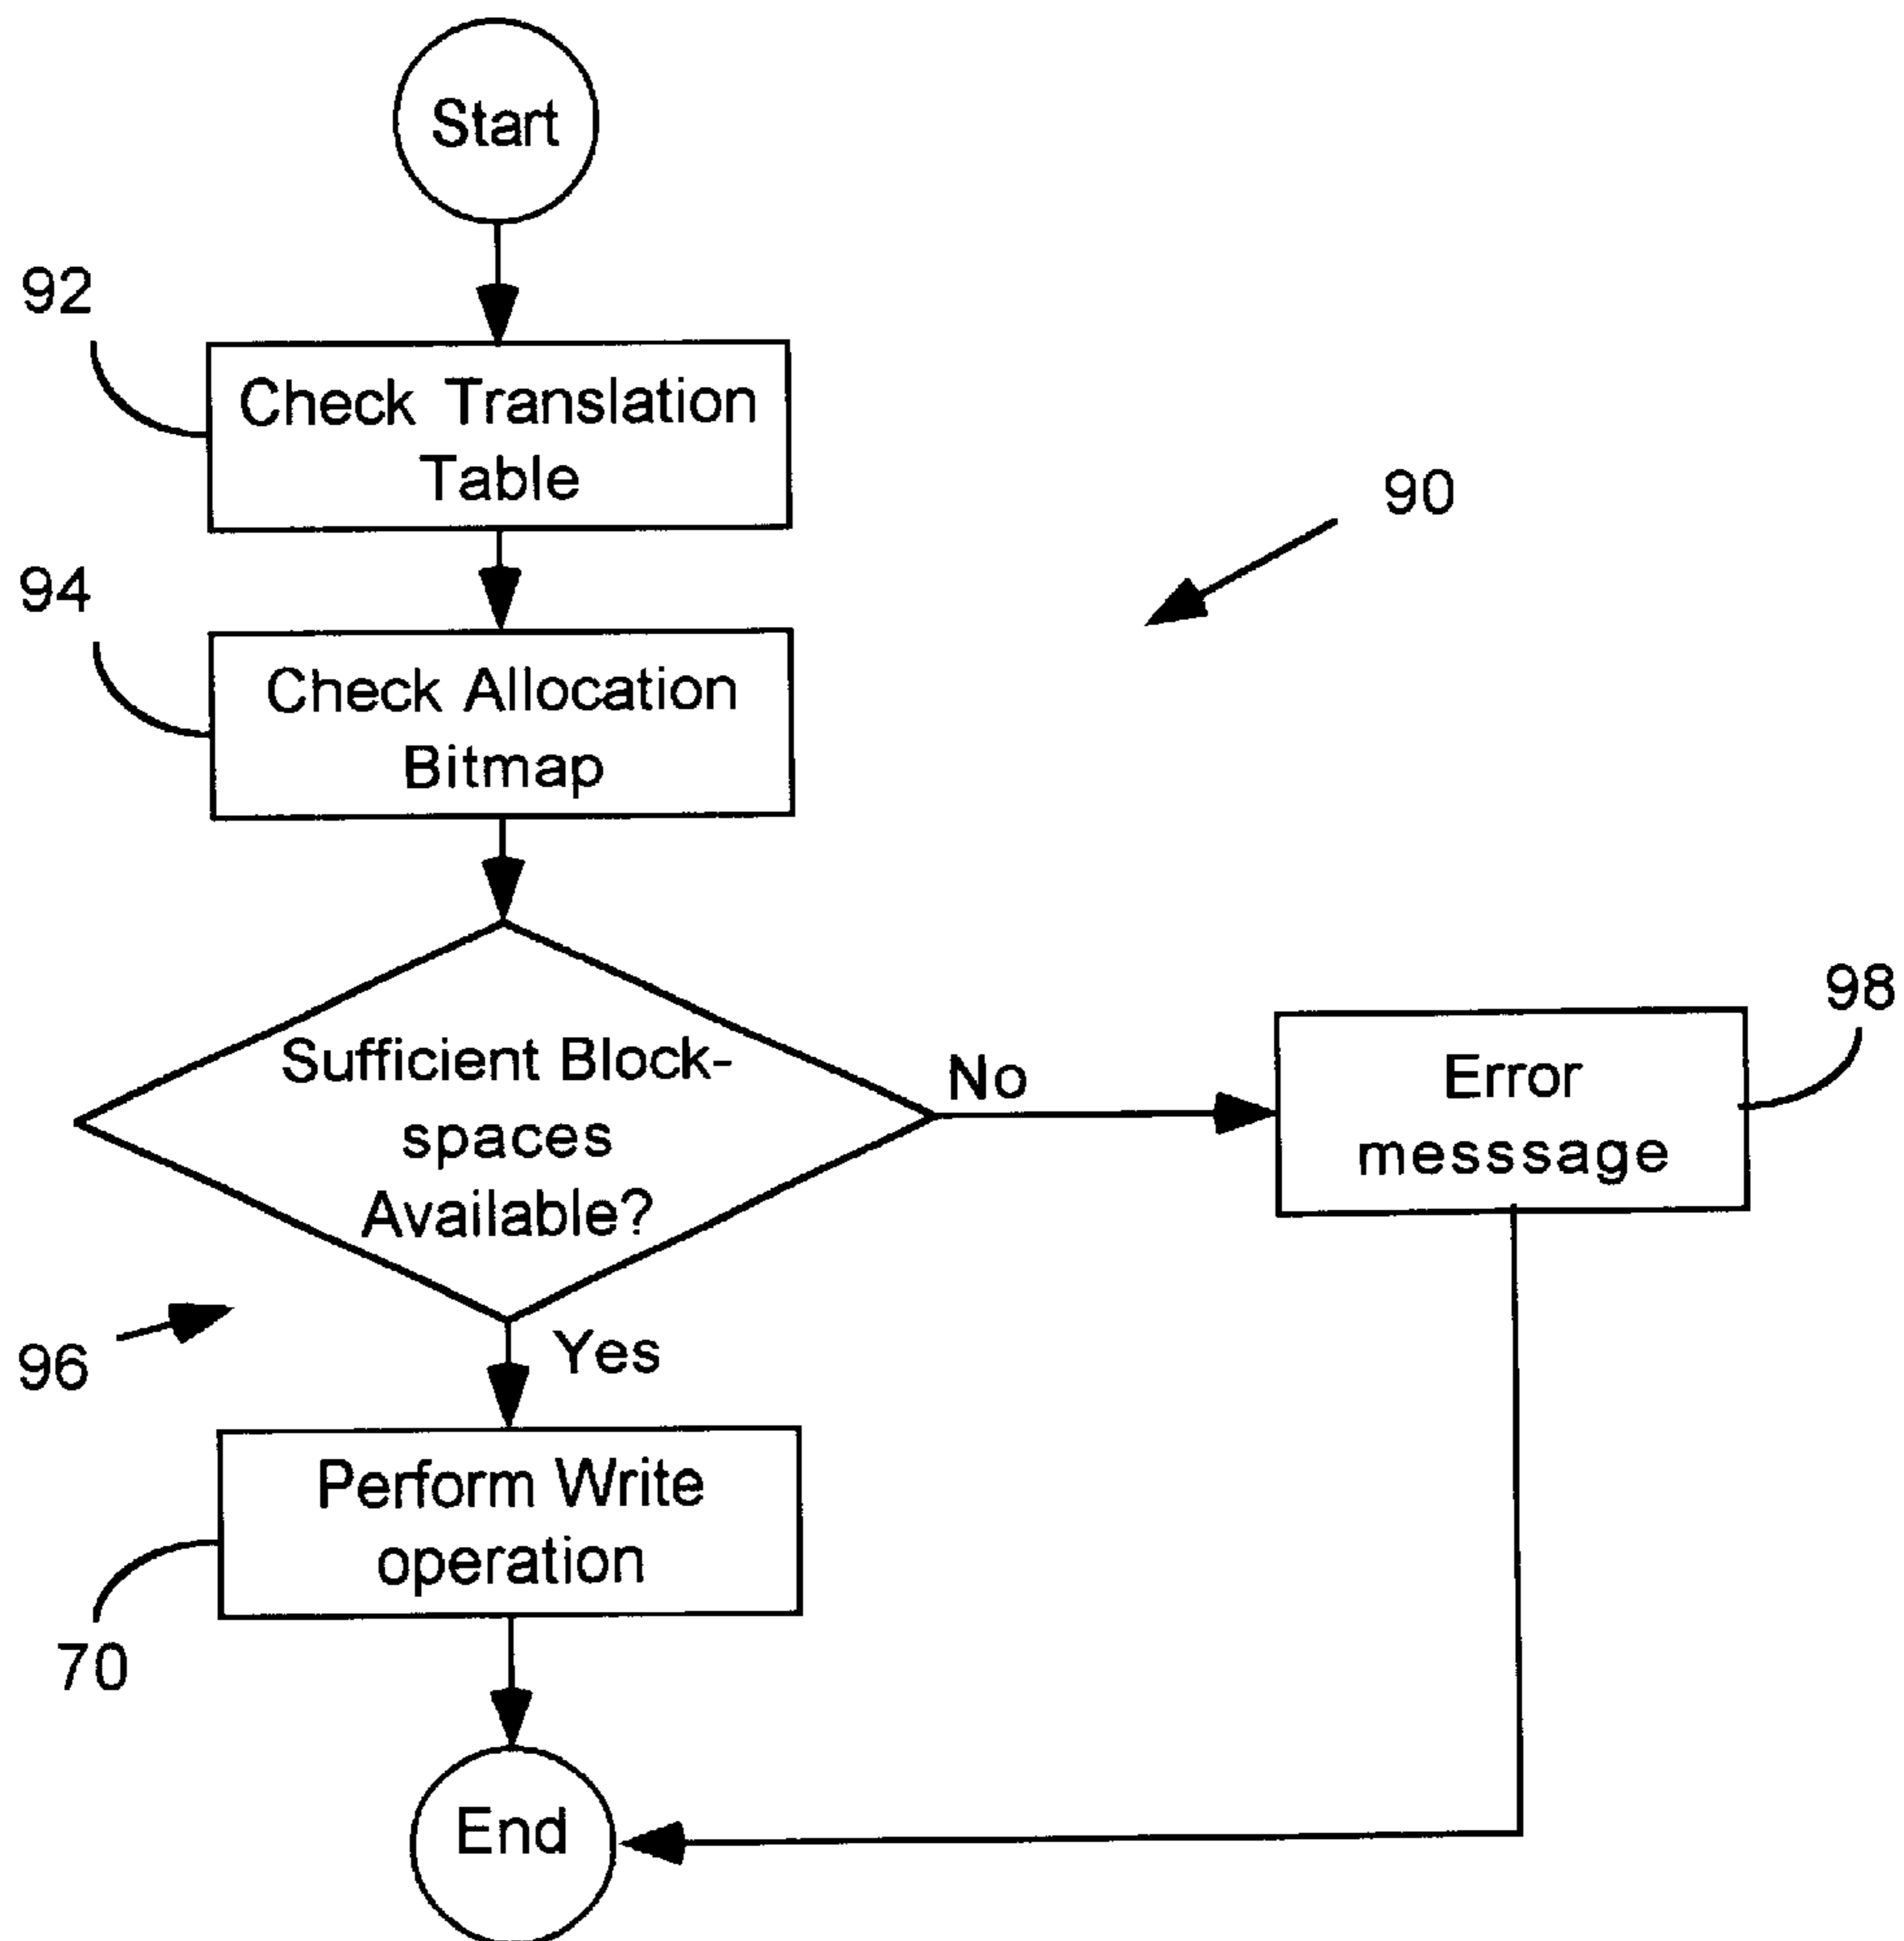 Start
92
Check Translation
Table
90
94
Check Allocation
Bitmap
Sufficient Block-
spaces
Available?
No
98
Error
messsage
96
Yes
Perform Write
operation
70
End